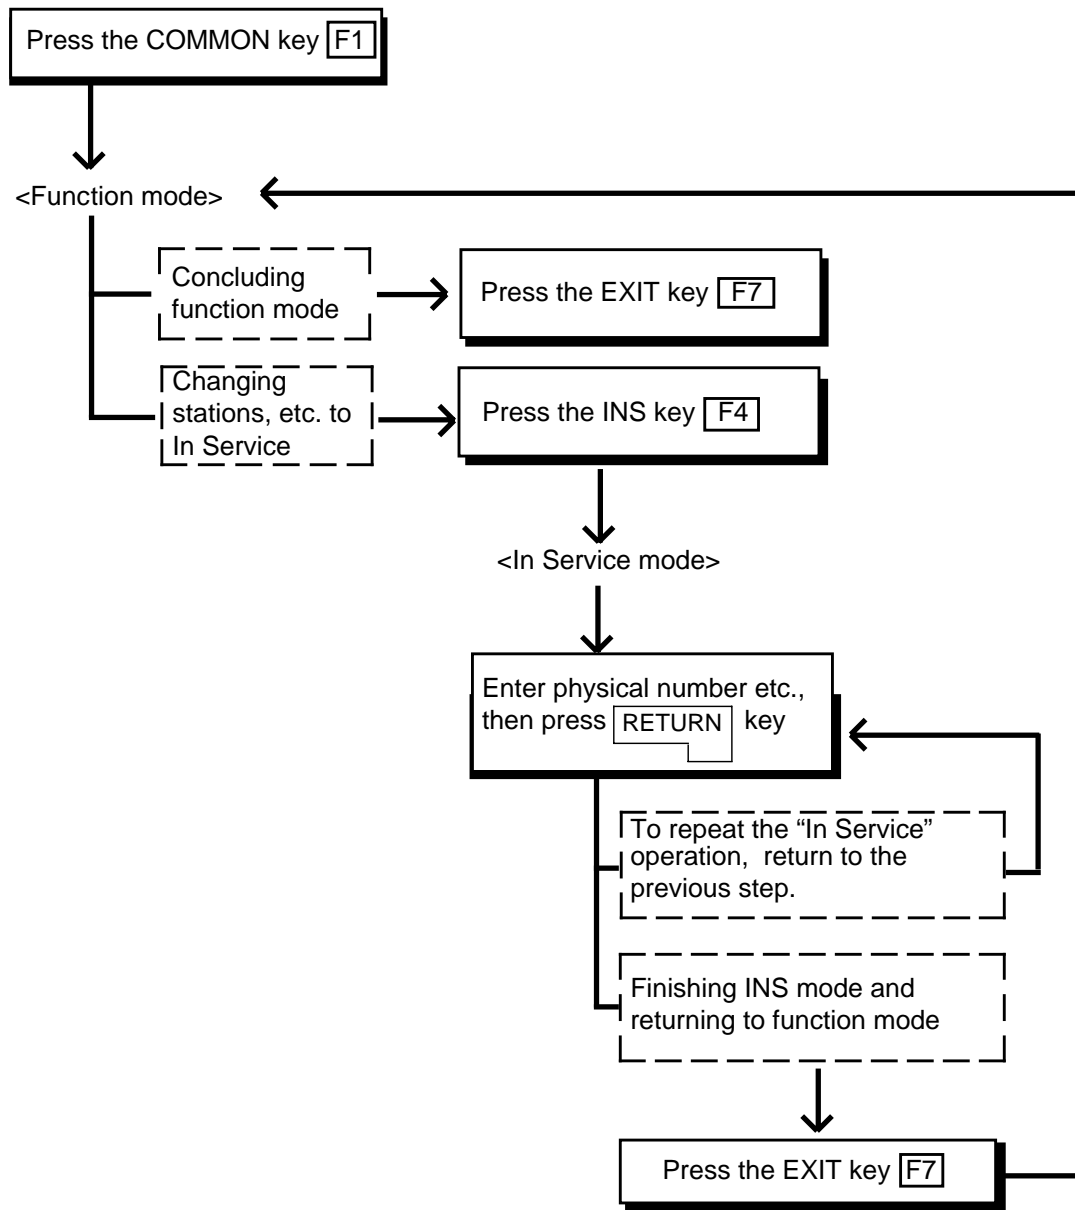 Press the COMMON key F1
<Function mode>
Concluding
function mode
Press the EXIT key F7
Changing
stations, etc. to
In Service
Press the INS key F4
<In Service mode>
Enter physical number etc.,
then press RETURN key
To repeat the “In Service”
operation, return to the
previous step.
Finishing INS mode and
returning to function mode
Press the EXIT key F7